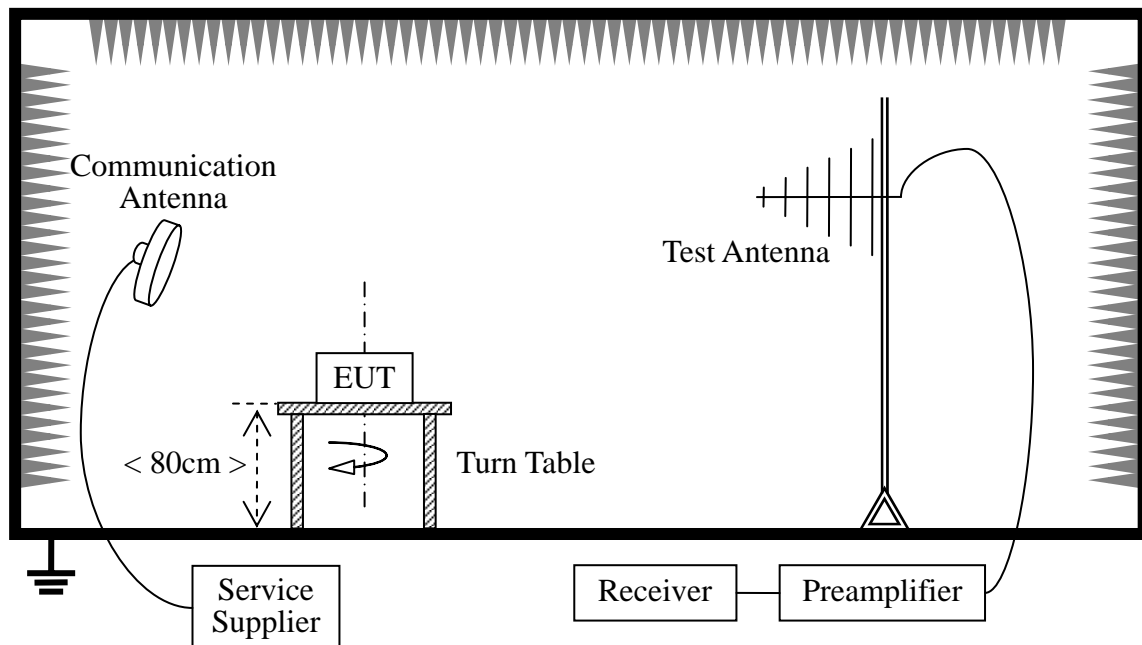 Communication
Antenna
Test Antenna
EUT
< 80cm >
Turn Table
Service
Supplier
Receiver
Preamplifier